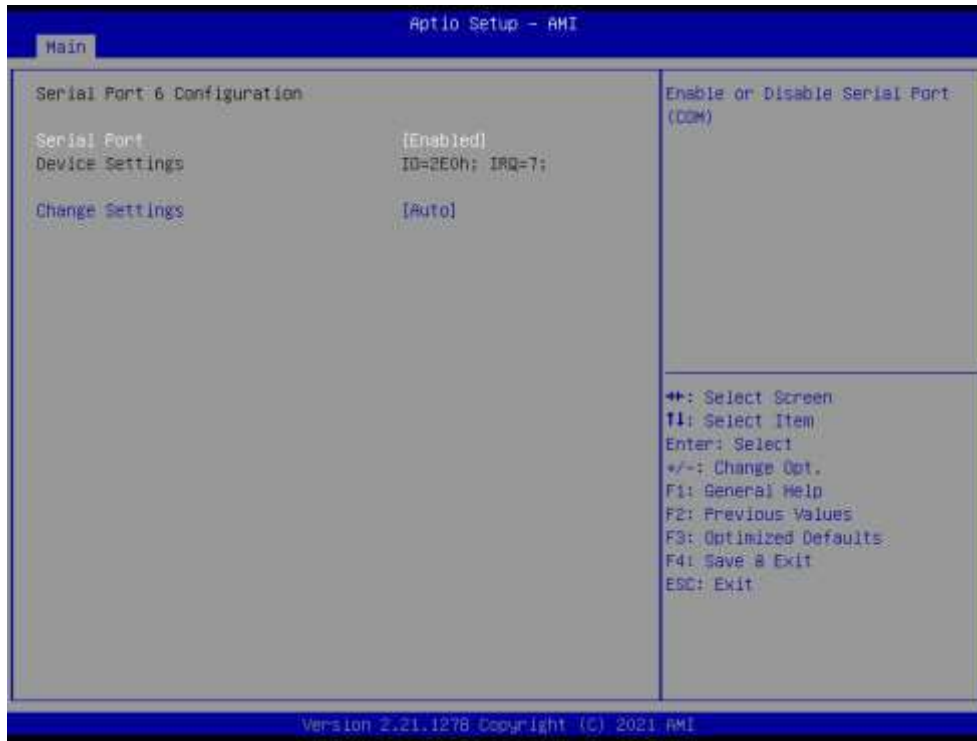 Aptio Setup - AMI
Main
Serial Port 6 Configuration
Serial Port [Enabled]
Device Settings IO=2E0h; IRQ=7;
Change Settings [Auto]
Enable or Disable Serial Port
(COM)
→←: Select Screen
↑↓: Select Item
Enter: Select
+/-: Change Opt.
F1: General Help
F2: Previous Values
F3: Optimized Defaults
F4: Save & Exit
ESC: Exit
Version 2.21.1278 Copyright (C) 2021 AMI